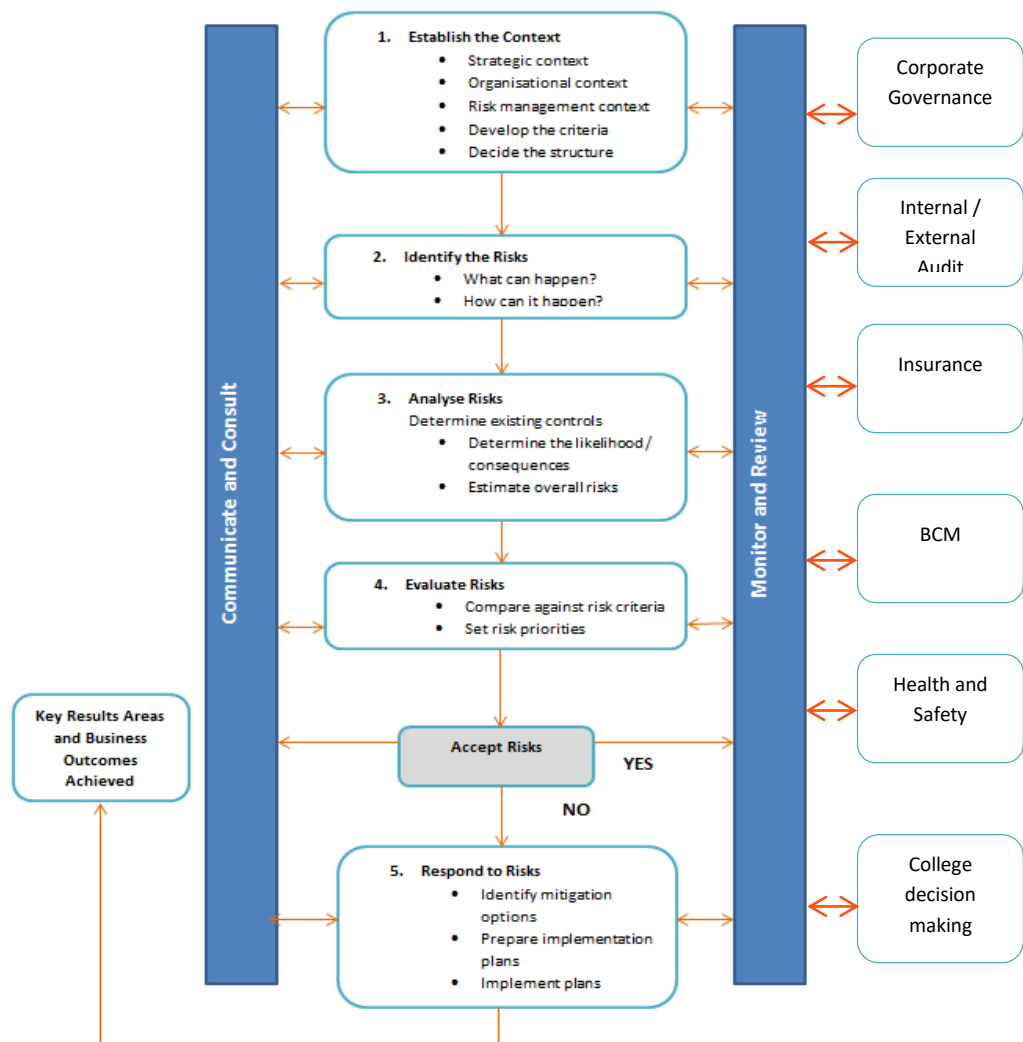 1. Establish the Context
• Strategic context
• Organisational context
• Risk management context
• Develop the criteria
• Decide the structure
2. Identify the Risks
• What can happen?
• How can it happen?
3. Analyse Risks
Determine existing controls
• Determine the likelihood/
consequences
• Estimate overall risks
4. Evaluate Risks
• Compare against risk criteria
• Set risk priorities
Accept Risks
YES
NO
5. Respond to Risks
• Identify mitigation
options
• Prepare implementation
plans
• Implement plans
Communicate and Consult
Monitor and Review
Key Results Areas
and Business
Outcomes
Achieved
Corporate
Governance
Internal /
External
Audit
Insurance
BCM
Health and
Safety
College
decision
making